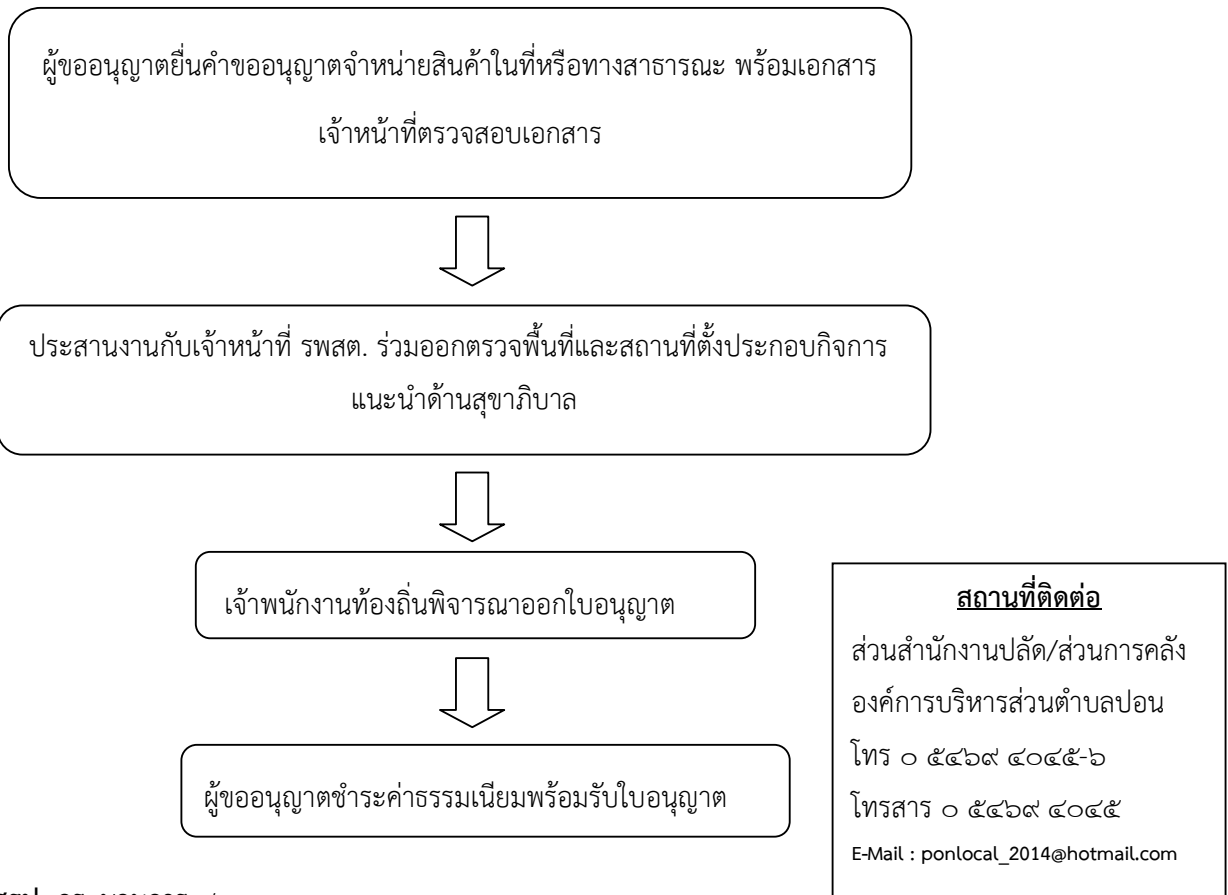 ผู้ขออนุญาตยื่นคำขออนุญาตจำหน่ายสินค้าในที่หรือทางสาธารณะ พร้อมเอกสาร
เจ้าหน้าที่ตรวจสอบเอกสาร
ประสานงานกับเจ้าหน้าที่ รพสต. ร่วมออกตรวจพื้นที่และสถานที่ตั้งประกอบกิจการ
แนะนำด้านสุขาภิบาล
เจ้าพนักงานท้องถิ่นพิจารณาออกใบอนุญาต
ผู้ขออนุญาตชำระค่าธรรมเนียมพร้อมรับใบอนุญาต
สถานที่ติดต่อ
ส่วนสำนักงานปลัด/ส่วนการคลัง
องค์การบริหารส่วนตำบลปอน
โทร ๐ ๕๔๖๙ ๔๐๔๕-๖
โทรสาร ๐ ๕๔๖๙ ๔๐๔๕
E-Mail : ponlocal_2014@hotmail.com